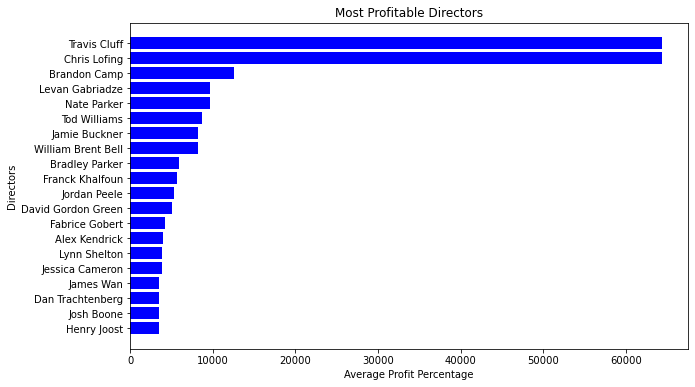 Most Profitable Directors
Travis Cluff
Chris Lofing
Brandon Camp
Levan Gabriadze
Nate Parker
Tod Williams
Jamie Buckner
William Brent Bell
Bradley Parker
Franck Khalfoun
Jordan Peele
David Gordon Green
Fabrice Gobert
Alex Kendrick
Lynn Shelton
Jessica Cameron
James Wan
Dan Trachtenberg
Josh Boone
Henry Joost
Directors
0 10000 20000 30000 40000 50000 60000
Average Profit Percentage